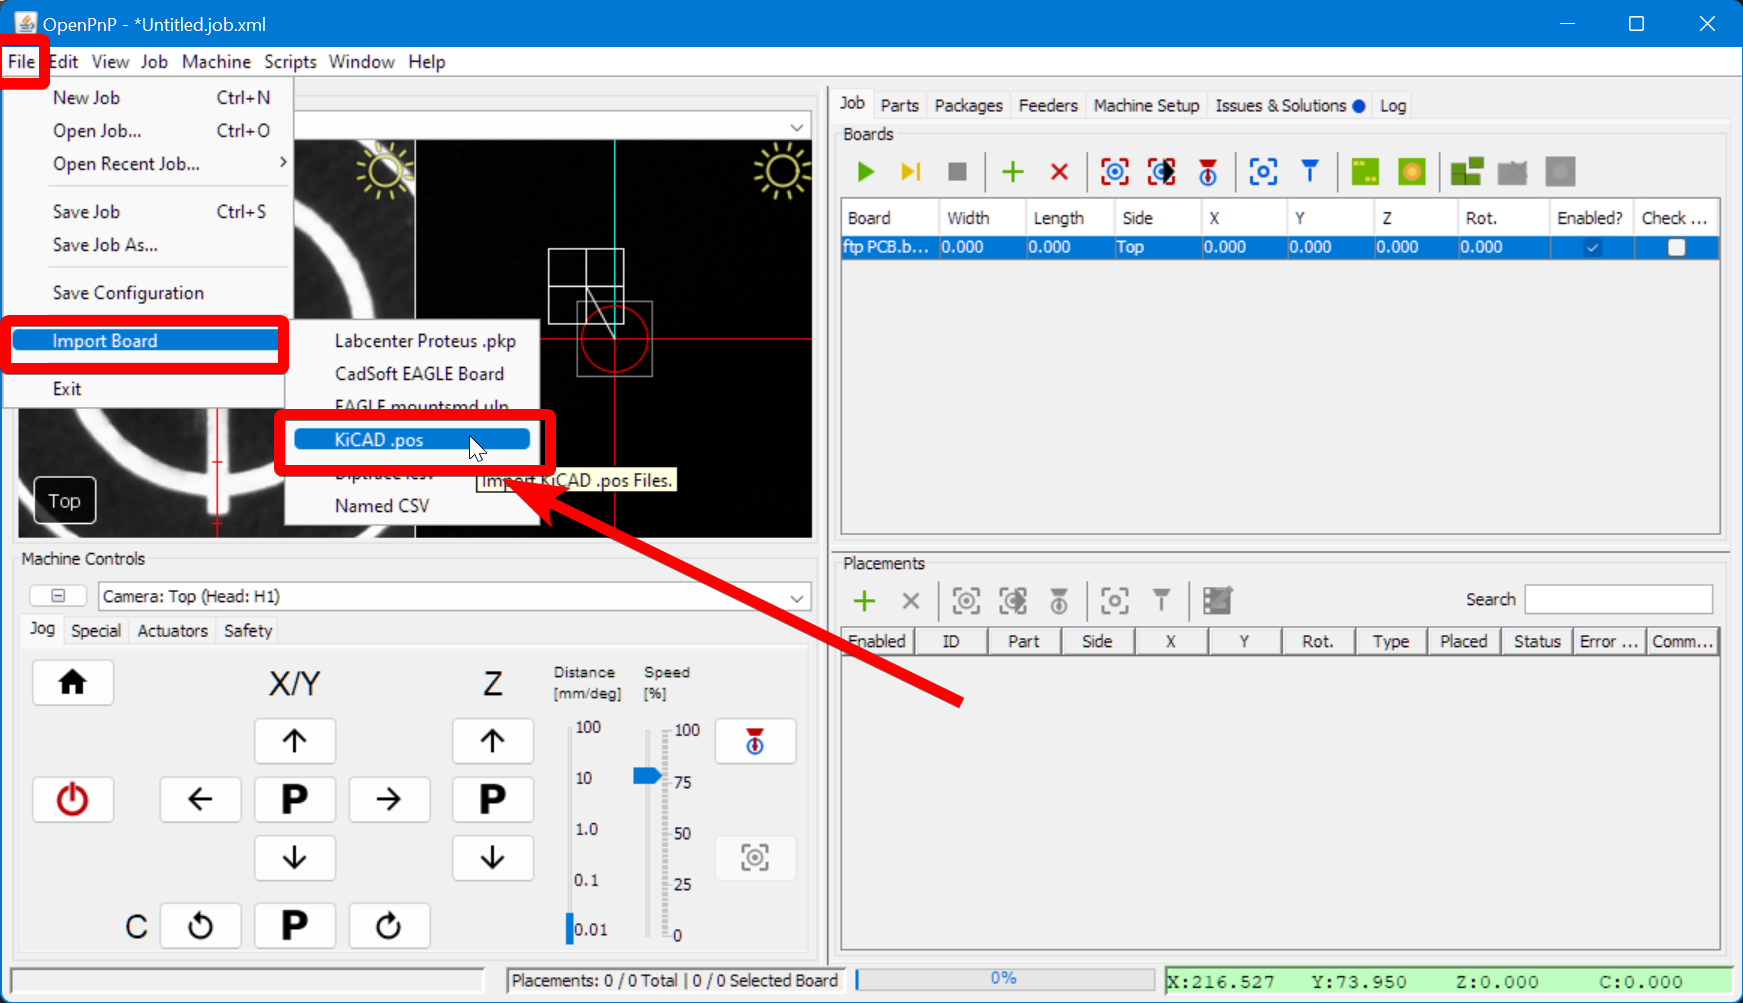 OpenPnP - *Untitled.job.xml
File Edit View Job Machine Scripts Window Help
New Job Ctrl+N
Open Job... Ctrl+O
Open Recent Job...
Save Job Ctrl+S
Save Job As...
Save Configuration
Import Board
Exit
Labcenter Proteus .pkp
CadSoft EAGLE Board
EAGLE mountsmd.ulp
KiCAD .pos
Named CSV
Import KiCAD .pos Files.
Top
Job Parts Packages Feeders Machine Setup Issues & Solutions Log
Boards
Board Width Length Side X Y Z Rot. Enabled? Check ...
ftp PCB.b... 0.000 0.000 Top 0.000 0.000 0.000 0.000
Placements
Search
Enabled ID Part Side X Y Rot. Type Placed Status Error ... Comm...
Machine Controls
Camera: Top (Head: H1)
Jog Special Actuators Safety
X/Y Z
Distance
[mm/deg]
Speed
[%]
100
10
1.0
0.1
0.01
100
75
50
25
0
P P
C P
Placements: 0 / 0 Total | 0 / 0 Selected Board
0%
X:216.527 Y:73.950 Z:0.000 C:0.000